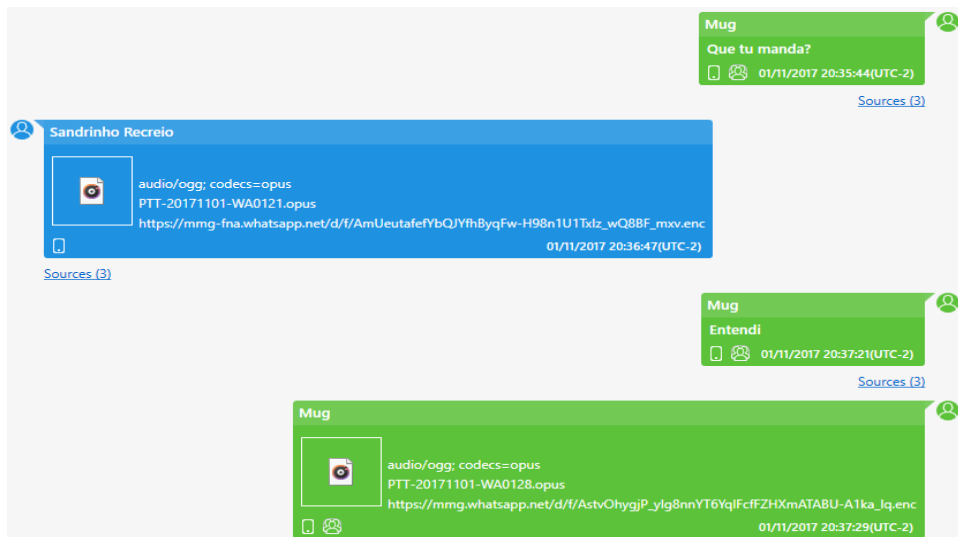 Mug
Que tu manda?
01/11/2017 20:35:44(UTC-2)
Sources (3)
Sandrinho Recreio
audio/ogg; codecs=opus
PTT-20171101-WA0121.opus
https://mmg-fna.whatsapp.net/d/f/AmUeutafefYbQJYfhByqFw-H98n1U1TxIz_wQ8BF_mxv.enc
01/11/2017 20:36:47(UTC-2)
Sources (3)
Mug
Entendi
01/11/2017 20:37:21(UTC-2)
Sources (3)
Mug
audio/ogg; codecs=opus
PTT-20171101-WA0128.opus
https://mmg.whatsapp.net/d/f/AstvOhygjP_ylg8nnYT6YqlFcfFZHXmATABU-A1ka_Iq.enc
01/11/2017 20:37:29(UTC-2)